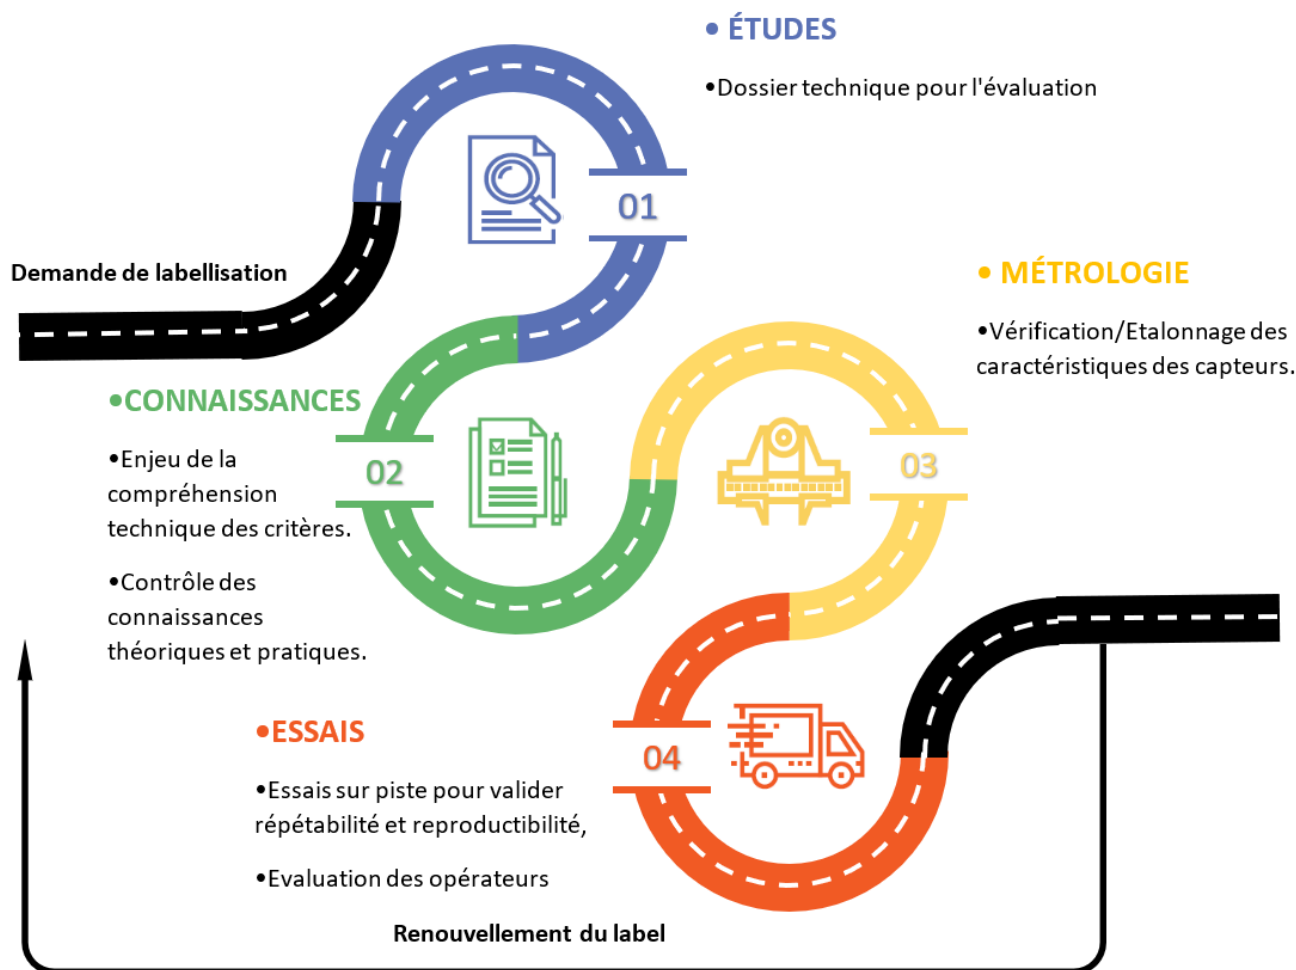 • ÉTUDES
•Dossier technique pour l'évaluation
01
Demande de labellisation
•CONNAISSANCES
•Enjeu de la
compréhension
technique des critères.
•Contrôle des
connaissances
théoriques et pratiques.
02
• MÉTROLOGIE
•Vérification/Etalonnage des
caractéristiques des capteurs.
03
•ESSAIS
•Essais sur piste pour valider
répétabilité et reproductibilité,
•Evaluation des opérateurs
04
Renouvellement du label